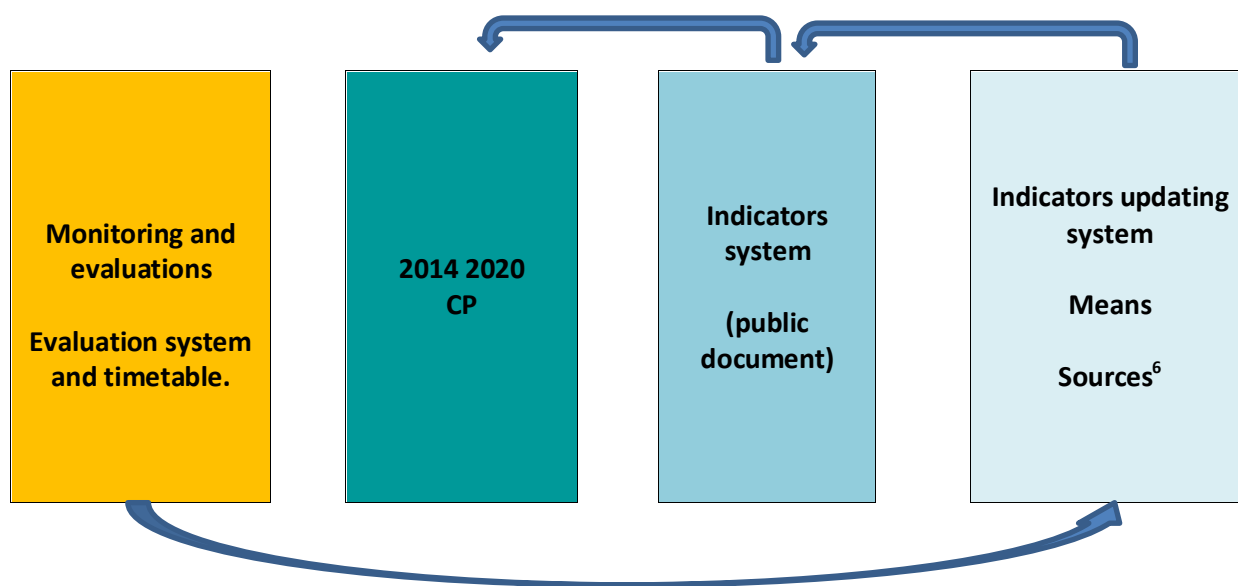 Monitoring and
evaluations
Evaluation system
and timetable.
2014 2020
CP
Indicators
system
(public
document)
Indicators updating
system
Means
Sources⁶